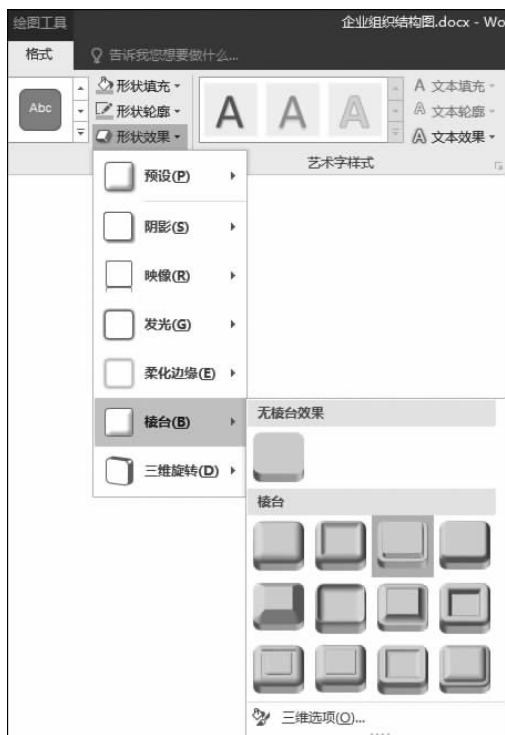 绘图工具
企业组织结构图.docx - Wo
格式
告诉我您想要做什么...
Abc
形状填充
形状轮廓
形状效果
A A A
A 文本填充
A 文本轮廓
A 文本效果
艺术字样式
预设(P)
阴影(S)
映像(R)
发光(G)
柔化边缘(E)
棱台(B)
三维旋转(D)
无棱台效果
棱台
三维选项(O)...